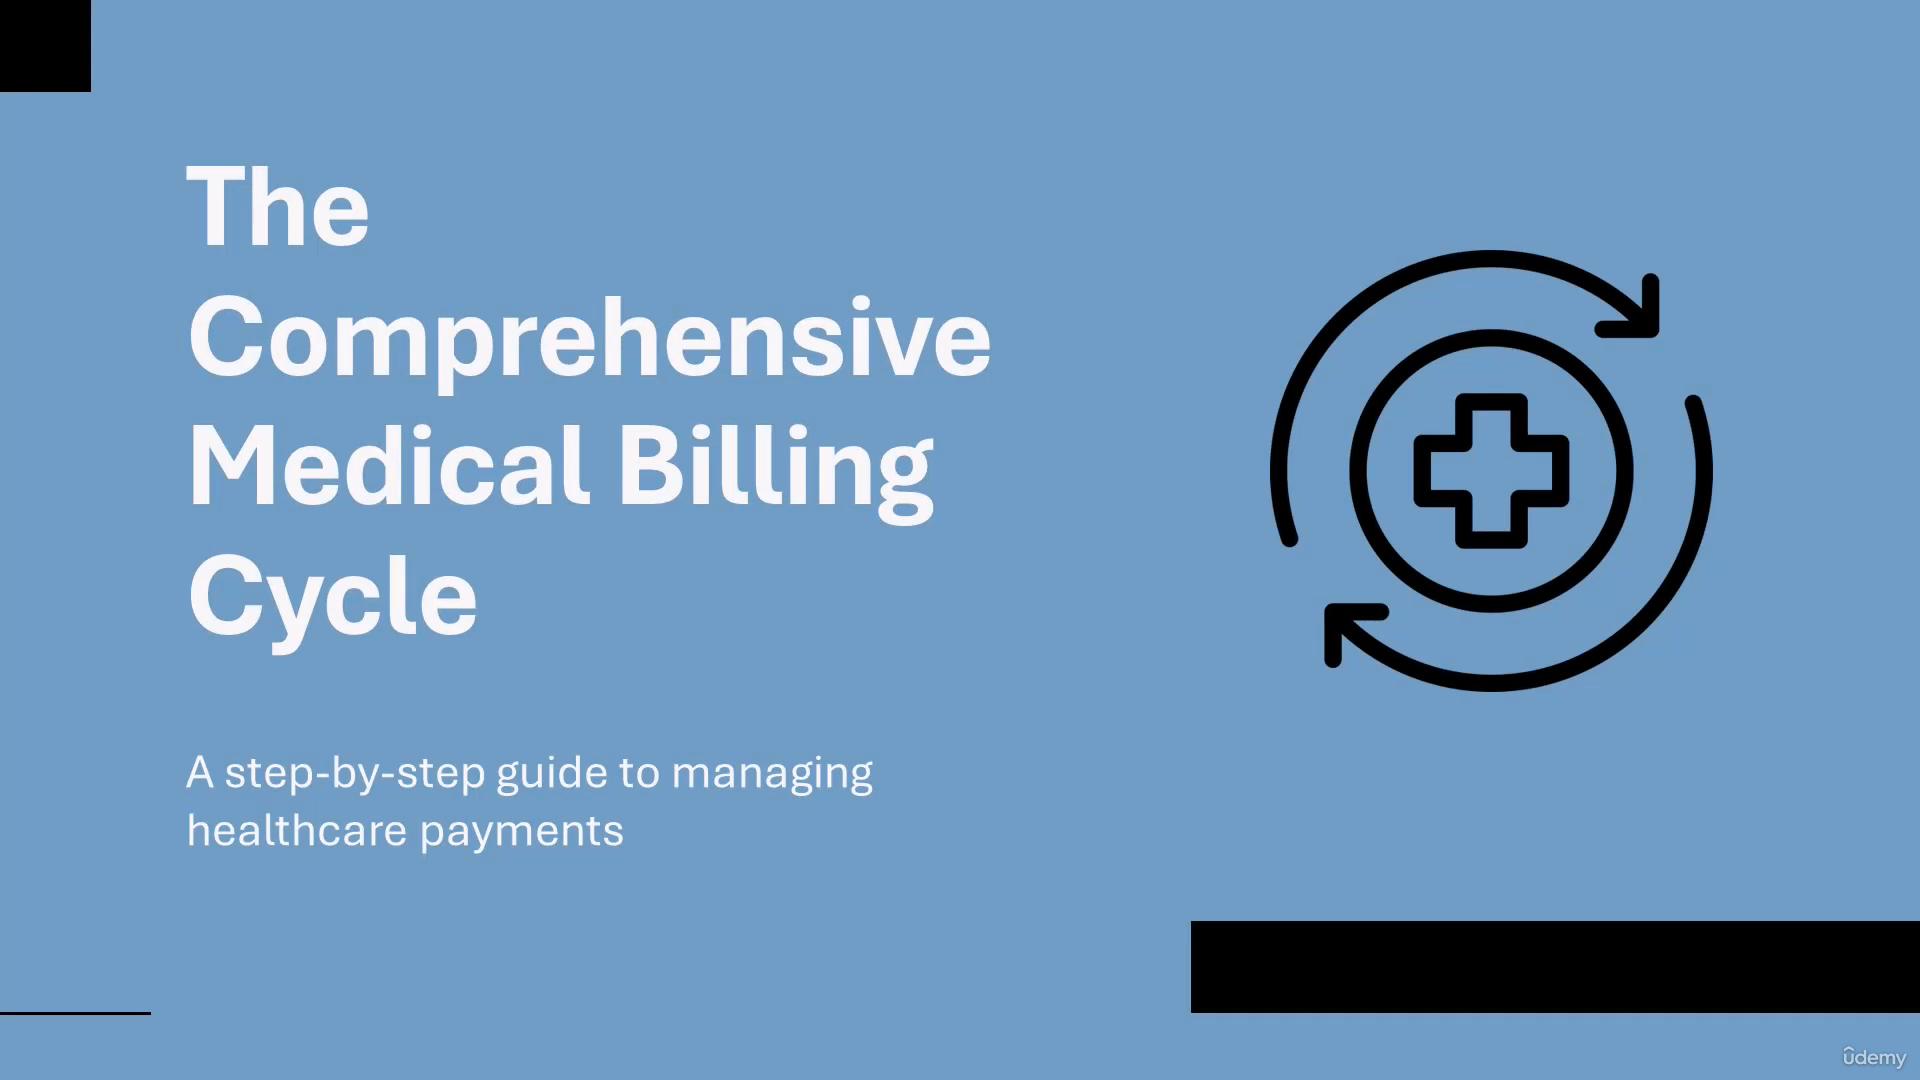 The
Comprehensive
Medical Billing
Cycle
A step-by-step guide to managing
healthcare payments
ûdemy